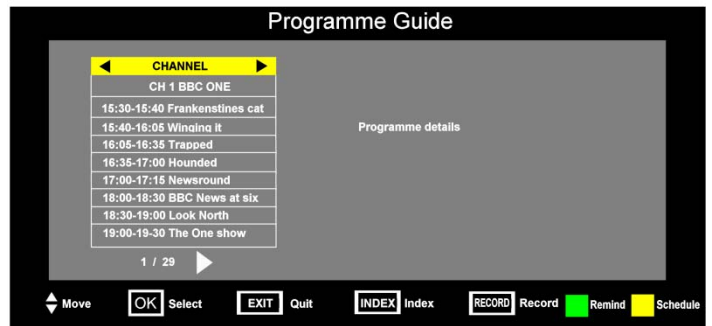 Programme Guide
CHANNEL
CH 1 BBC ONE
15:30-15:40 Frankenstines cat
15:40-16:05 Winging it
16:05-16:35 Trapped
16:35-17:00 Hounded
17:00-17:15 Newsround
18:00-18:30 BBC News at six
18:30-19:00 Look North
19:00-19-30 The One show
1 / 29
Programme details
Move OK Select EXIT Quit INDEX Index RECORD Record Remind Schedule